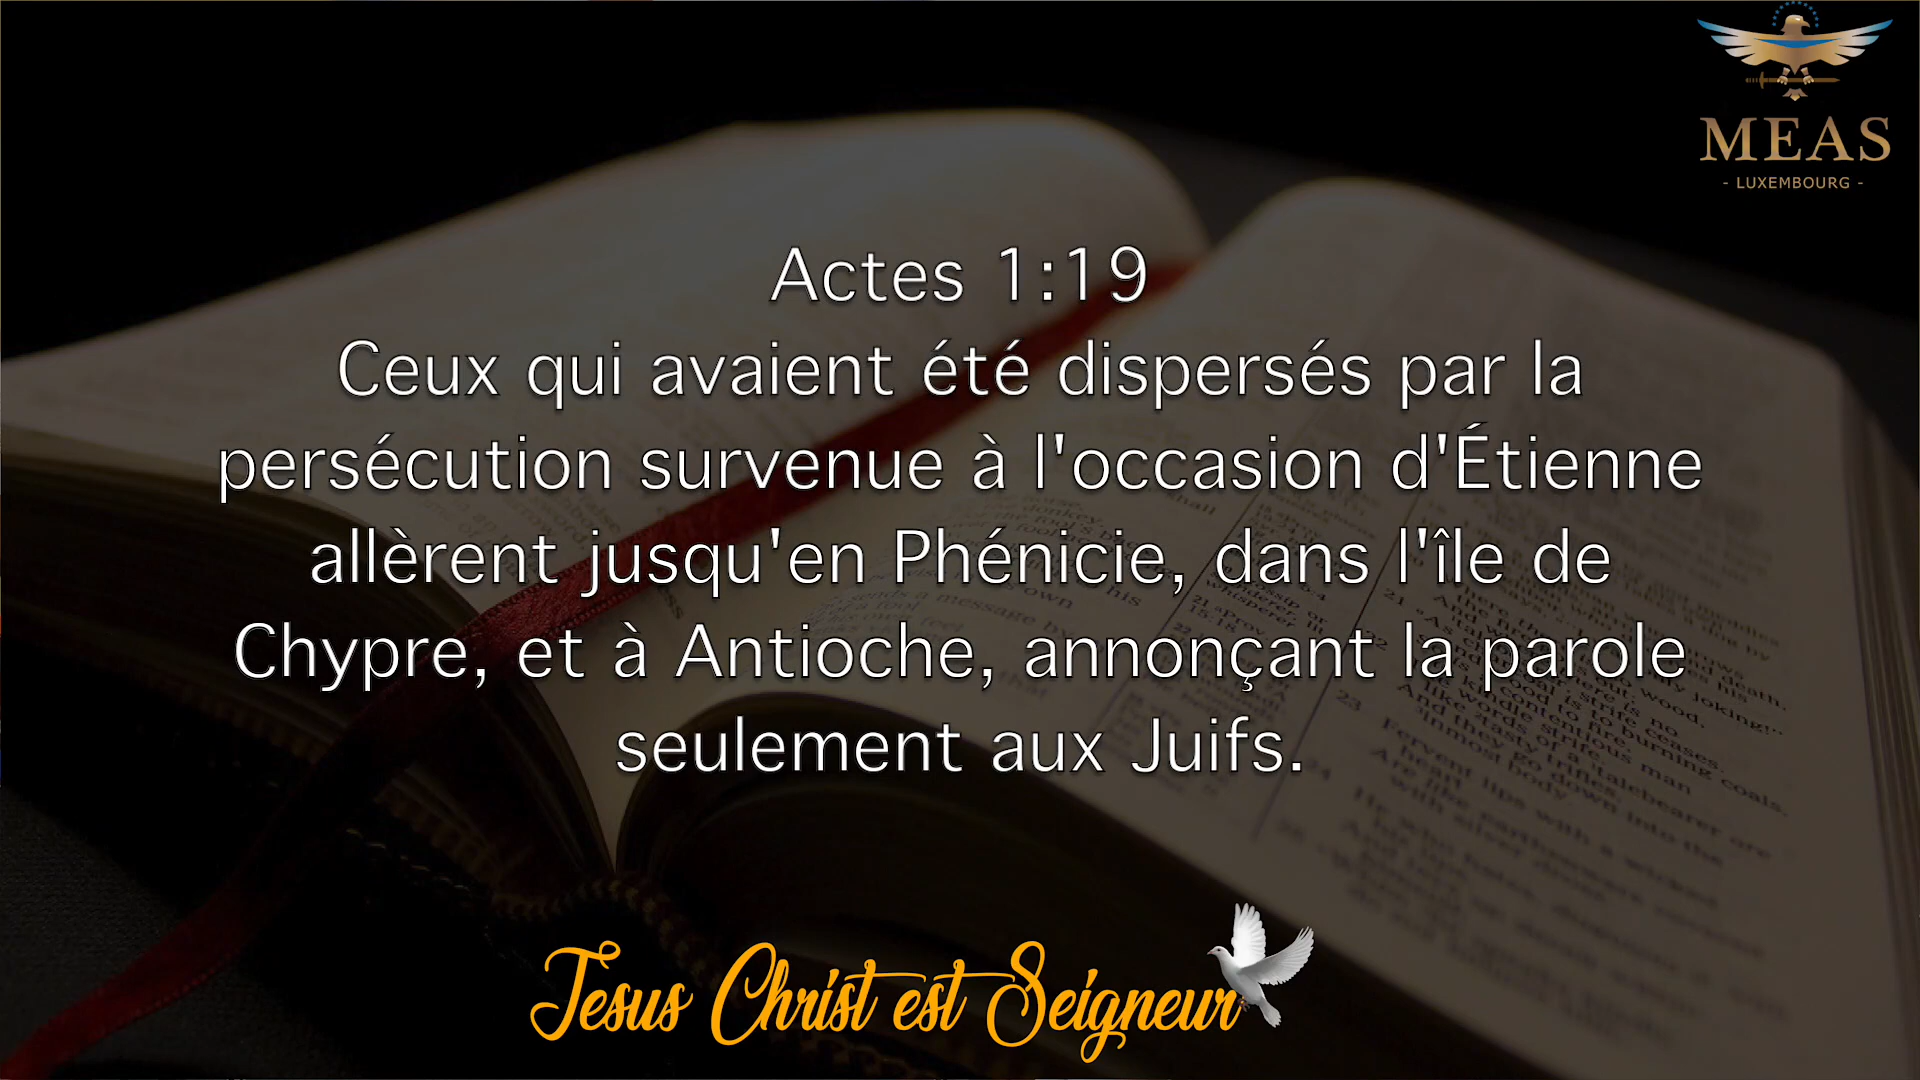 MEAS
- LUXEMBOURG -
Actes 1:19
Ceux qui avaient été dispersés par la
persécution survenue à l'occasion d'Étienne
allèrent jusqu'en Phénicie, dans l'île de
Chypre, et à Antioche, annonçant la parole
seulement aux Juifs.
Jesus Christ est Seigneur